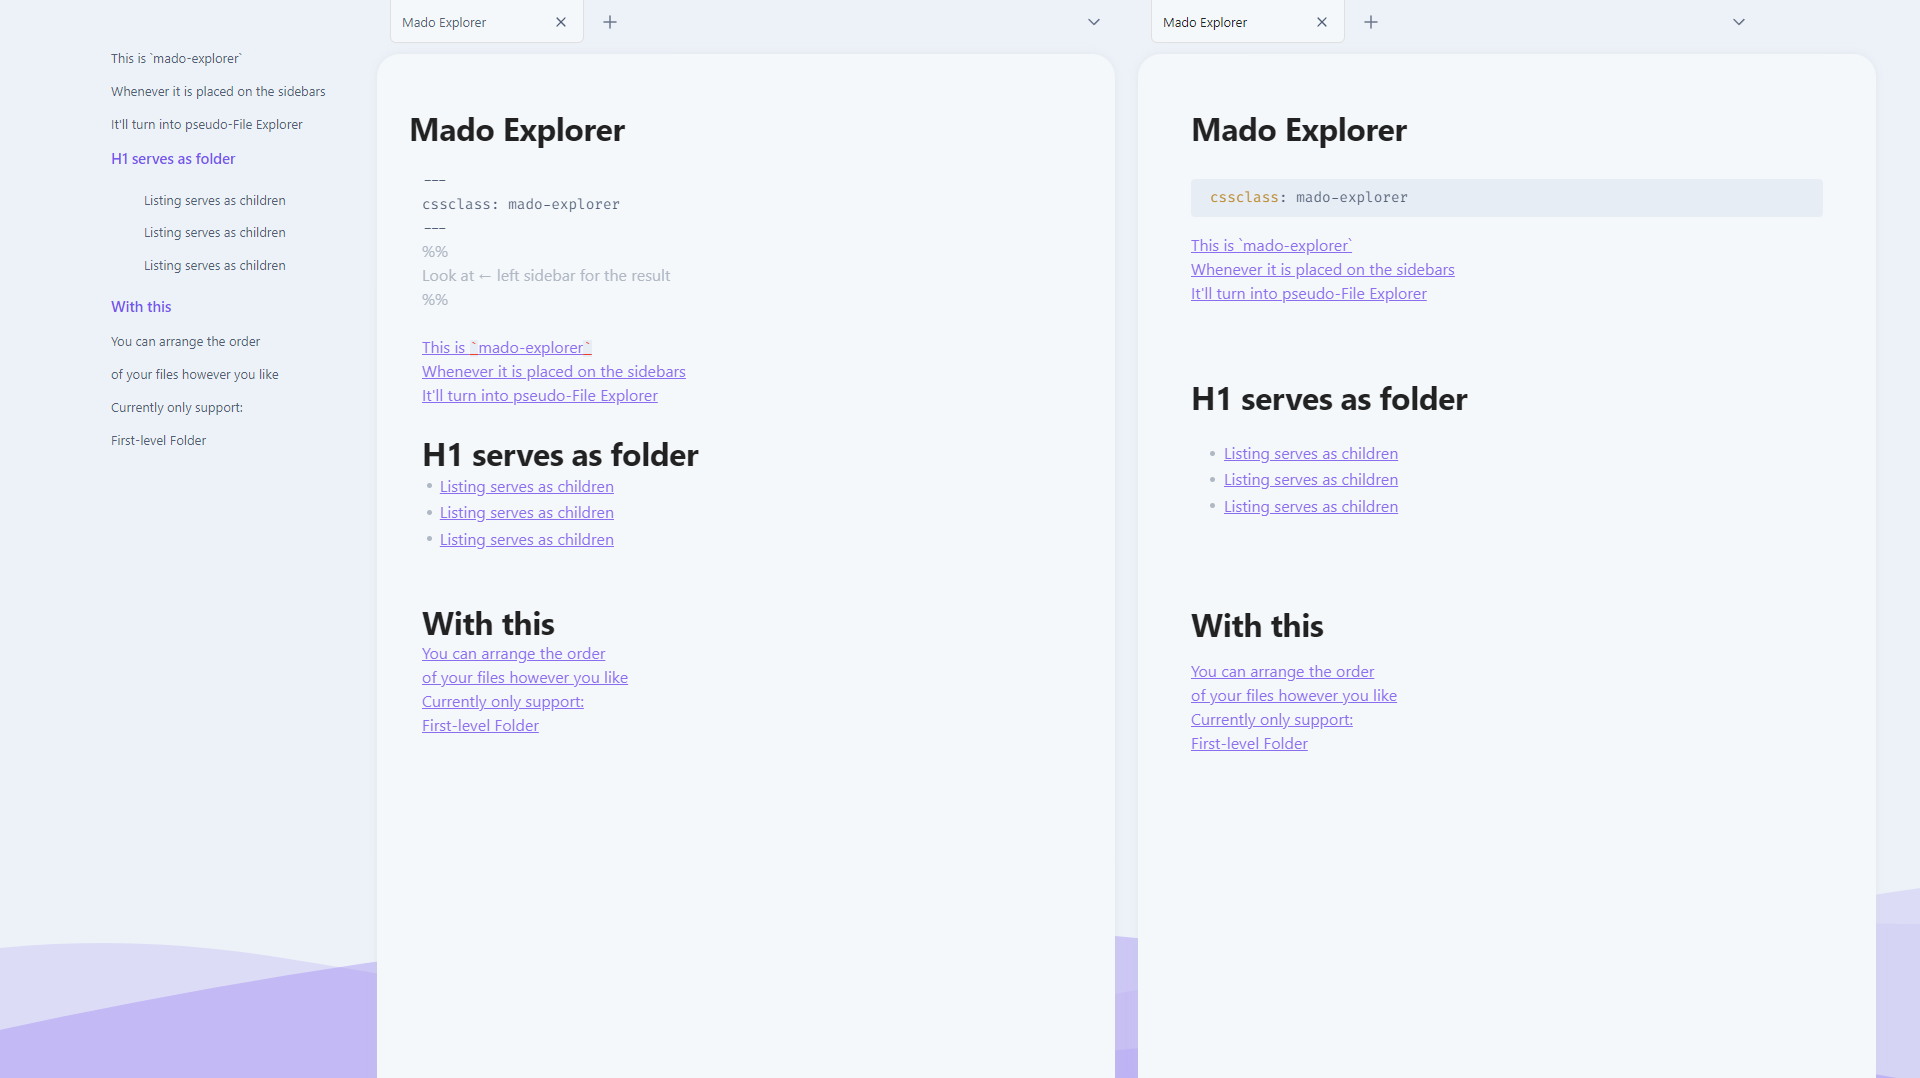 This is `mado-explorer`
Whenever it is placed on the sidebars
It'll turn into pseudo-File Explorer
H1 serves as folder
Listing serves as children
Listing serves as children
Listing serves as children
With this
You can arrange the order
of your files however you like
Currently only support:
First-level Folder
Mado Explorer
Mado Explorer
---
cssclass: mado-explorer
---
%%
Look at ← left sidebar for the result
%%
This is `mado-explorer`
Whenever it is placed on the sidebars
It'll turn into pseudo-File Explorer
H1 serves as folder
Listing serves as children
Listing serves as children
Listing serves as children
With this
You can arrange the order
of your files however you like
Currently only support:
First-level Folder
Mado Explorer
Mado Explorer
cssclass: mado-explorer
This is `mado-explorer`
Whenever it is placed on the sidebars
It'll turn into pseudo-File Explorer
H1 serves as folder
Listing serves as children
Listing serves as children
Listing serves as children
With this
You can arrange the order
of your files however you like
Currently only support:
First-level Folder